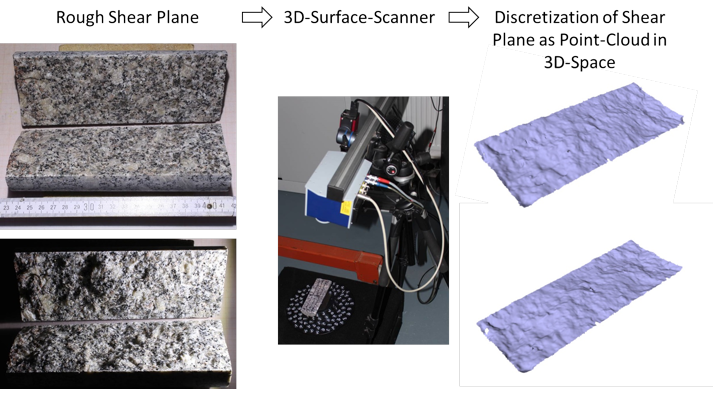 Rough Shear Plane
3D-Surface-Scanner
Discretization of Shear
Plane as Point-Cloud in
3D-Space